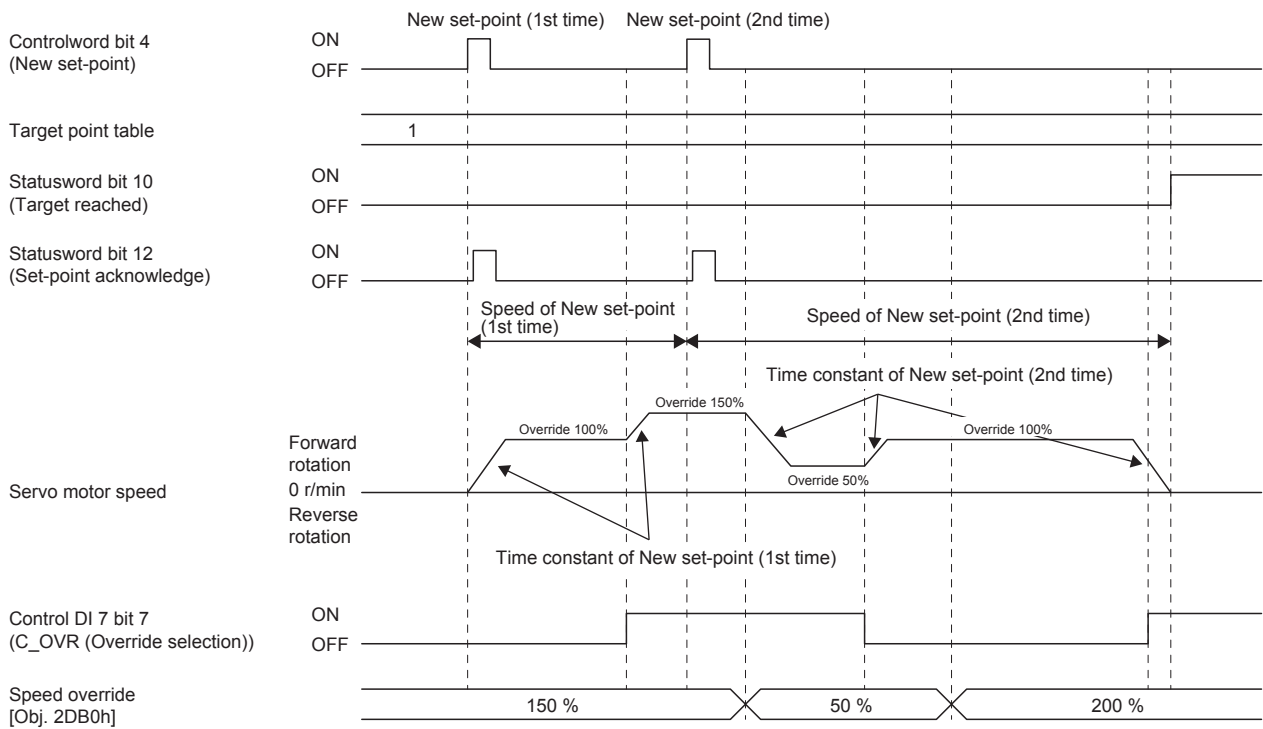 New set-point (1st time) New set-point (2nd time)
Controlword bit 4
(New set-point)
ON
OFF
Target point table
1
Statusword bit 10
(Target reached)
ON
OFF
Statusword bit 12
(Set-point acknowledge)
ON
OFF
Speed of New set-point
(1st time)
Speed of New set-point (2nd time)
Time constant of New set-point (2nd time)
Override 150%
Override 100%
Override 100%
Override 50%
Servo motor speed
Forward
rotation
0 r/min
Reverse
rotation
Time constant of New set-point (1st time)
Control DI 7 bit 7
(C_OVR (Override selection))
ON
OFF
Speed override
[Obj. 2DB0h]
150 %
50 %
200 %